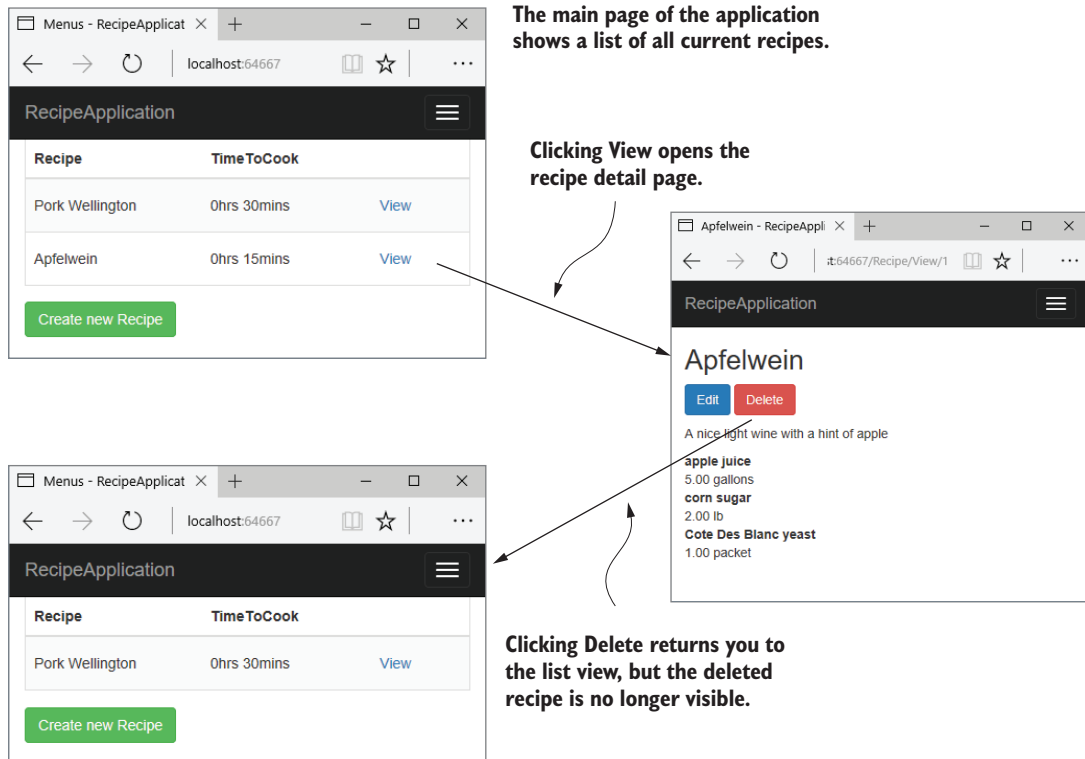 Menus - RecipeApplicat
localhost:64667
RecipeApplication
Recipe TimeToCook
Pork Wellington 0hrs 30mins View
Apfelwein 0hrs 15mins View
Create new Recipe
The main page of the application
shows a list of all current recipes.
Clicking View opens the
recipe detail page.
Apfelwein - RecipeAppli
t:64667/Recipe/View/1
RecipeApplication
Apfelwein
Edit Delete
A nice light wine with a hint of apple
apple juice
5.00 gallons
corn sugar
2.00 lb
Cote Des Blanc yeast
1.00 packet
Menus - RecipeApplicat
localhost:64667
RecipeApplication
Recipe TimeToCook
Pork Wellington 0hrs 30mins View
Create new Recipe
Clicking Delete returns you to
the list view, but the deleted
recipe is no longer visible.